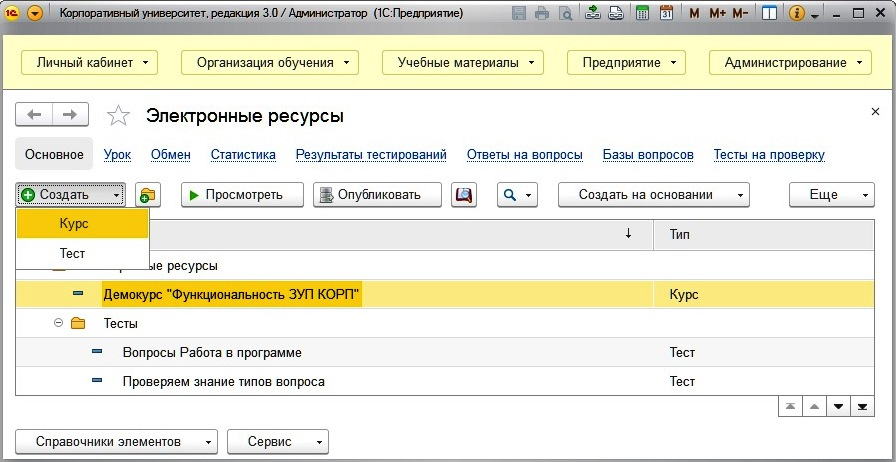 1С Корпоративный университет, редакция 3.0 / Администратор (1С:Предприятие) 31 M M+ M-
Личный кабинет Организация обучения Учебные материалы Предприятие Администрирование
Электронные ресурсы
Основное Урок Обмен Статистика Результаты тестирований Ответы на вопросы Базы вопросов Тесты на проверку
Создать Просмотреть Опубликовать Создать на основании Еще
Курс
Тип
Тест
ресурсы
Демокурс "Функциональность ЗУП КОРП" Курс
Тесты
Вопросы Работа в программе Тест
Проверяем знание типов вопроса Тест
Справочники элементов Сервис